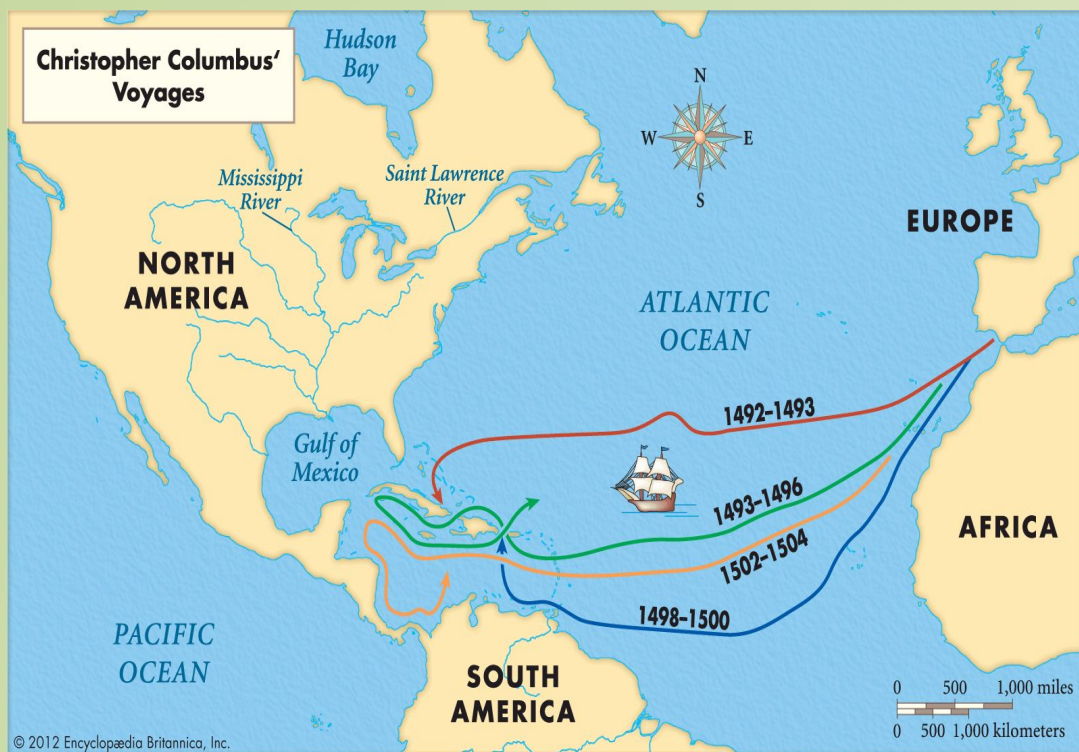 Christopher Columbus’
Voyages
Hudson
Bay
N
W
E
S
Mississippi
River
Saint Lawrence
River
EUROPE
NORTH
AMERICA
ATLANTIC
OCEAN
1492–1493
Gulf of
Mexico
1493–1496
AFRICA
1502–1504
1498–1500
PACIFIC
OCEAN
SOUTH
AMERICA
0 500 1,000 miles
0 500 1,000 kilometers
© 2012 Encyclopædia Britannica, Inc.